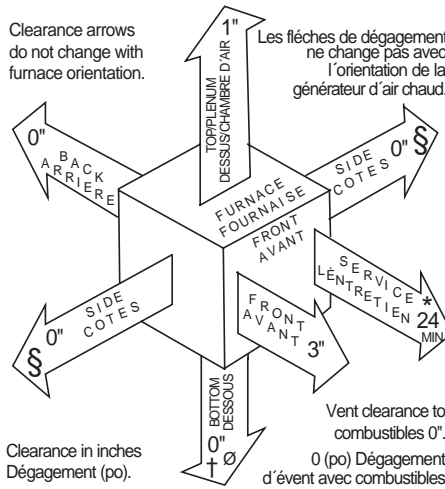 Clearance arrows
do not change with
furnace orientation.
Les fléches de dégagement
ne change pas avec
l´orientation de la
générateur d´air chaud.
1"
TOP/PLENUM
DESSUS/CHAMBRE D´AIR
0"
BACK
ARRIERE
SIDE
COTES
0" §
FURNACE
FOURNAISE
FRONT
AVANT
SERVICE
LÈNTRETIEN
*
24
MIN
§ 0"
SIDE
COTES
FRONT
AVANT
3"
BOTTOM
DESSOUS
0"
† Ø
Clearance in inches
Dégagement (po).
Vent clearance to
combustibles 0".
0 (po) Dégagement
d´évent avec combustibles